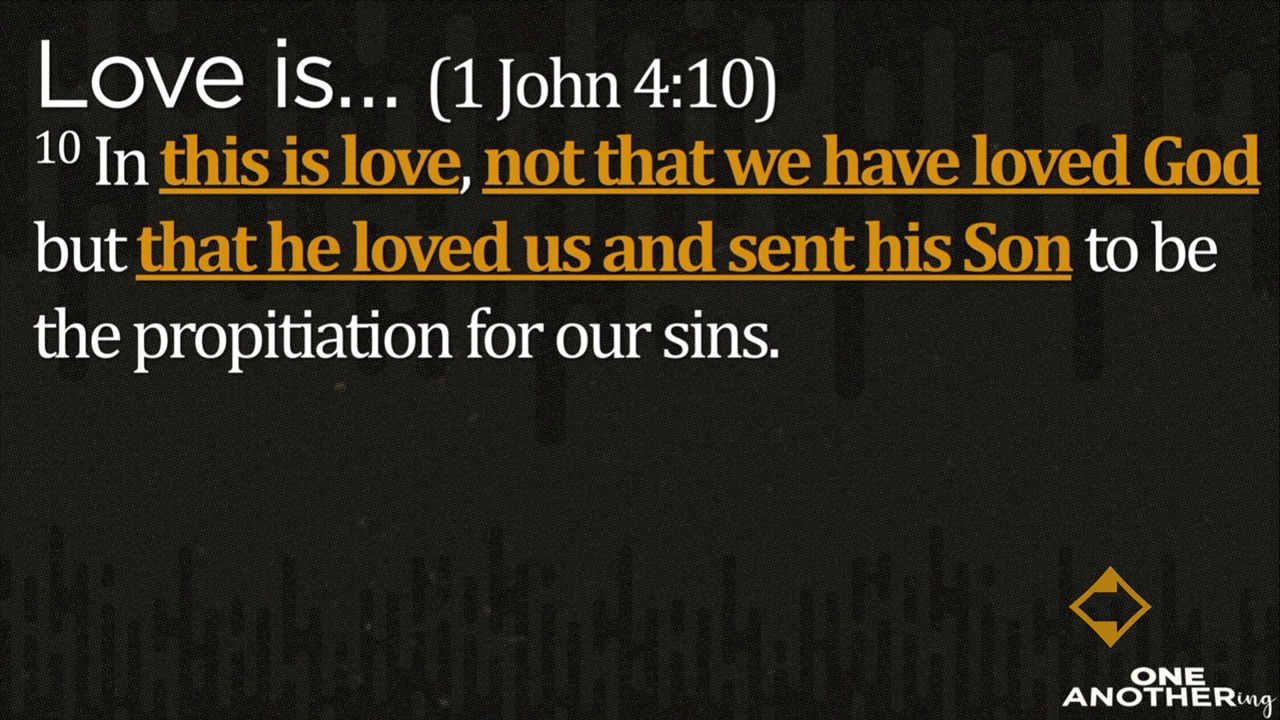 Love is... (1 John 4:10)
10 In this is love, not that we have loved God
but that he loved us and sent his Son to be
the propitiation for our sins.
ONE
ANOTHERing